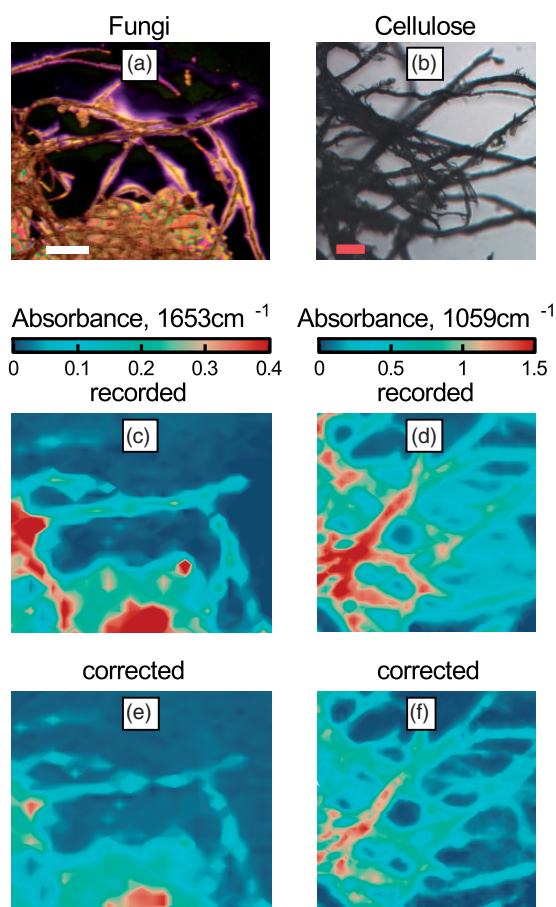 Fungi
Cellulose
(a)
(b)
Absorbance, 1653cm -1
Absorbance, 1059cm -1
0 0.1 0.2 0.3 0.4
0 0.5 1 1.5
recorded
recorded
(c)
(d)
corrected
corrected
(e)
(f)